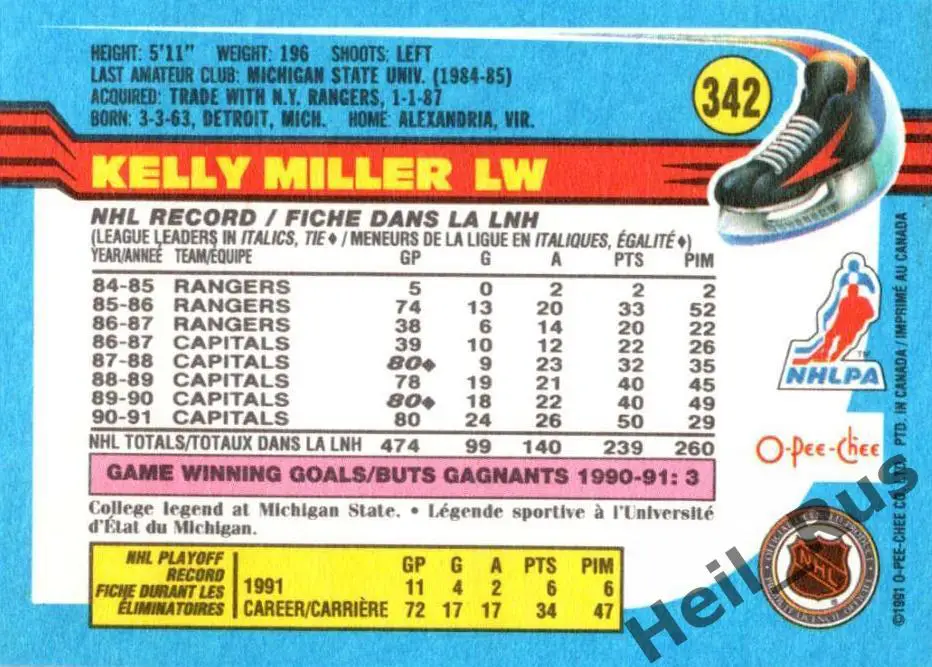 HEIGHT: 5'11" WEIGHT: 196 SHOOTS: LEFT
LAST AMATEUR CLUB: MICHIGAN STATE UNIV. (1984-85)
ACQUIRED: TRADE WITH N.Y. RANGERS, 1-1-87
BORN: 3-3-63, DETROIT, MICH. HOME: ALEXANDRIA, VIR.
342
KELLY MILLER LW
NHL RECORD / FICHE DANS LA LNH
(LEAGUE LEADERS IN ITALICS, TIE♦ / MENEURS DE LA LIGUE EN ITALIQUES, ÉGALITÉ♦)
YEAR/ANNÉE TEAM/ÉQUIPE GP G A PTS PIM
84-85 RANGERS 5 0 2 2 2
85-86 RANGERS 74 13 20 33 52
86-87 RANGERS 38 6 14 20 22
86-87 CAPITALS 39 10 12 22 26
87-88 CAPITALS 80♦ 9 23 32 35
88-89 CAPITALS 78 19 21 40 45
89-90 CAPITALS 80♦ 18 22 40 49
90-91 CAPITALS 80 24 26 50 29
NHL TOTALS/TOTAUX DANS LA LNH 474 99 140 239 260
GAME WINNING GOALS/BUTS GAGNANTS 1990-91: 3
College legend at Michigan State. • Légende sportive à l'Université
d'État du Michigan.
NHL PLAYOFF
RECORD
FICHE DURANT LES
ÉLIMINATOIRES
GP G A PTS PIM
1991 11 4 2 6 6
CAREER/CARRIÈRE 72 17 17 34 47
NHLPA
TM
O-Pee-Chee
NHL
©1991 O-PEE-CHEE CO. LTD. PTD. IN CANADA / IMPRIMÉ AU CANADA
Heil_Sus